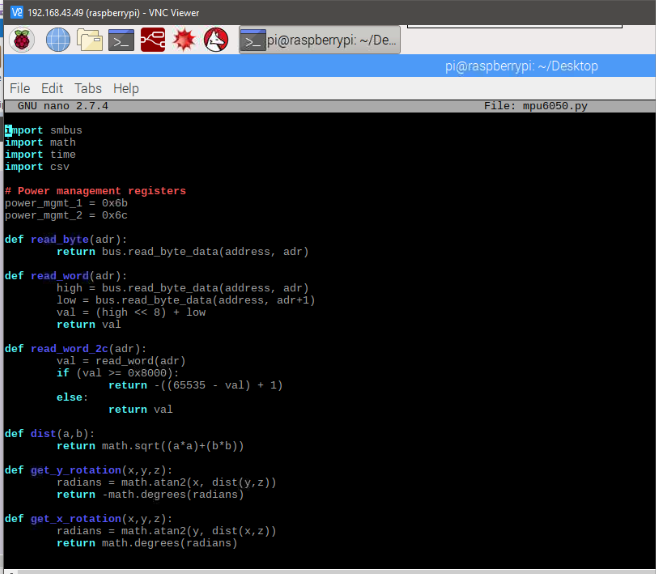 192.168.43.49 (raspberrypi) - VNC Viewer
pi@raspberrypi: ~/De...
pi@raspberrypi: ~/Desktop
File Edit Tabs Help
GNU nano 2.7.4 File: mpu6050.py
import smbus
import math
import time
import csv
# Power management registers
power_mgmt_1 = 0x6b
power_mgmt_2 = 0x6c
def read_byte(adr):
return bus.read_byte_data(address, adr)
def read_word(adr):
high = bus.read_byte_data(address, adr)
low = bus.read_byte_data(address, adr+1)
val = (high << 8) + low
return val
def read_word_2c(adr):
val = read_word(adr)
if (val >= 0x8000):
return -((65535 - val) + 1)
else:
return val
def dist(a,b):
return math.sqrt((a*a)+(b*b))
def get_y_rotation(x,y,z):
radians = math.atan2(x, dist(y,z))
return -math.degrees(radians)
def get_x_rotation(x,y,z):
radians = math.atan2(y, dist(x,z))
return math.degrees(radians)